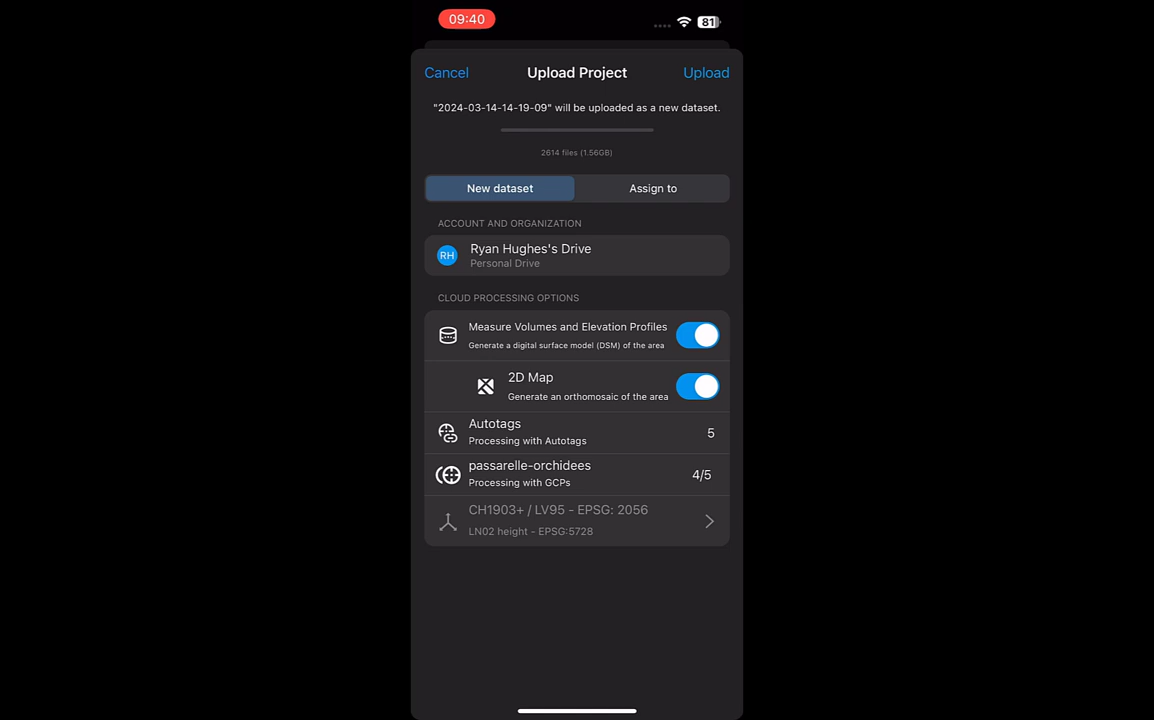 09:40
81
Cancel
Upload Project
Upload
"2024-03-14-14-19-09" will be uploaded as a new dataset.
2614 files (1.56GB)
New dataset
Assign to
ACCOUNT AND ORGANIZATION
RH
Ryan Hughes's Drive
Personal Drive
CLOUD PROCESSING OPTIONS
Measure Volumes and Elevation Profiles
Generate a digital surface model (DSM) of the area
2D Map
Generate an orthomosaic of the area
Autotags
Processing with Autotags
5
passarelle-orchidees
Processing with GCPs
4/5
CH1903+ / LV95 - EPSG: 2056
LN02 height - EPSG:5728